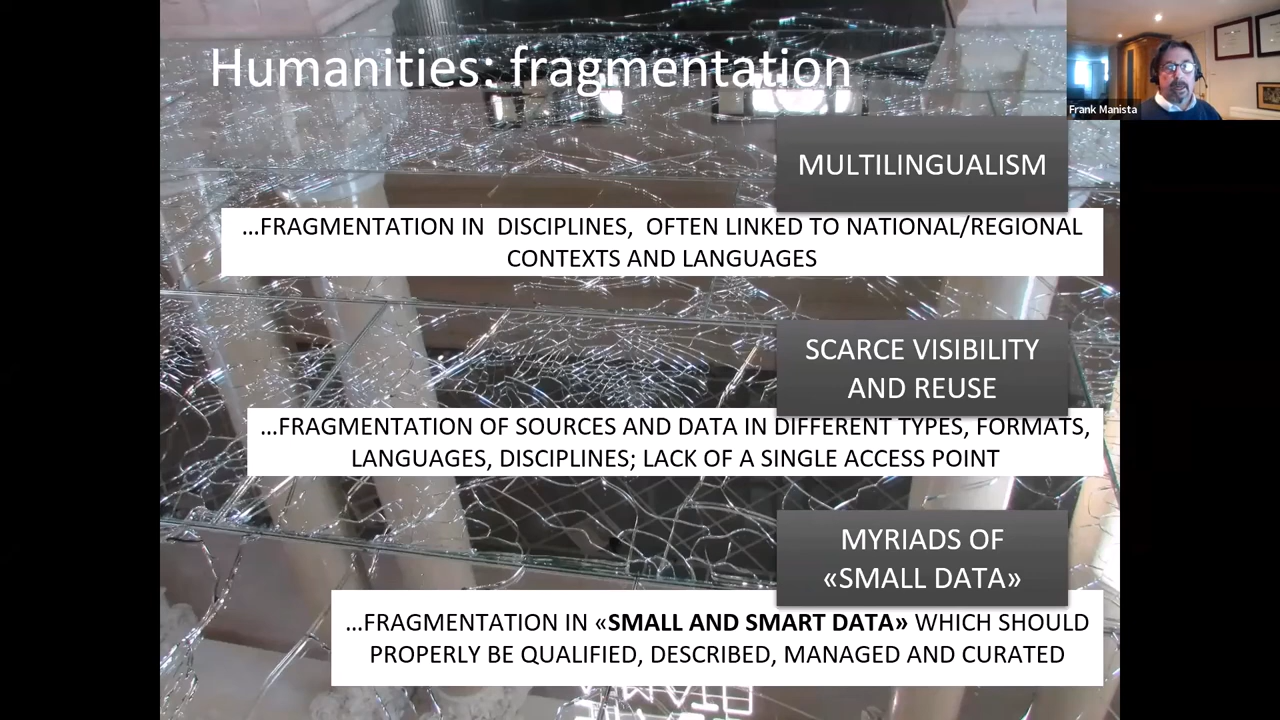 Humanities: fragmentation
Frank Manista
MULTILINGUALISM
…FRAGMENTATION IN  DISCIPLINES,  OFTEN LINKED TO NATIONAL/REGIONAL
CONTEXTS AND LANGUAGES
SCARCE VISIBILITY
AND REUSE
…FRAGMENTATION OF SOURCES AND DATA IN DIFFERENT TYPES, FORMATS,
LANGUAGES, DISCIPLINES; LACK OF A SINGLE ACCESS POINT
MYRIADS OF
«SMALL DATA»
…FRAGMENTATION IN «SMALL AND SMART DATA» WHICH SHOULD
PROPERLY BE QUALIFIED, DESCRIBED, MANAGED AND CURATED